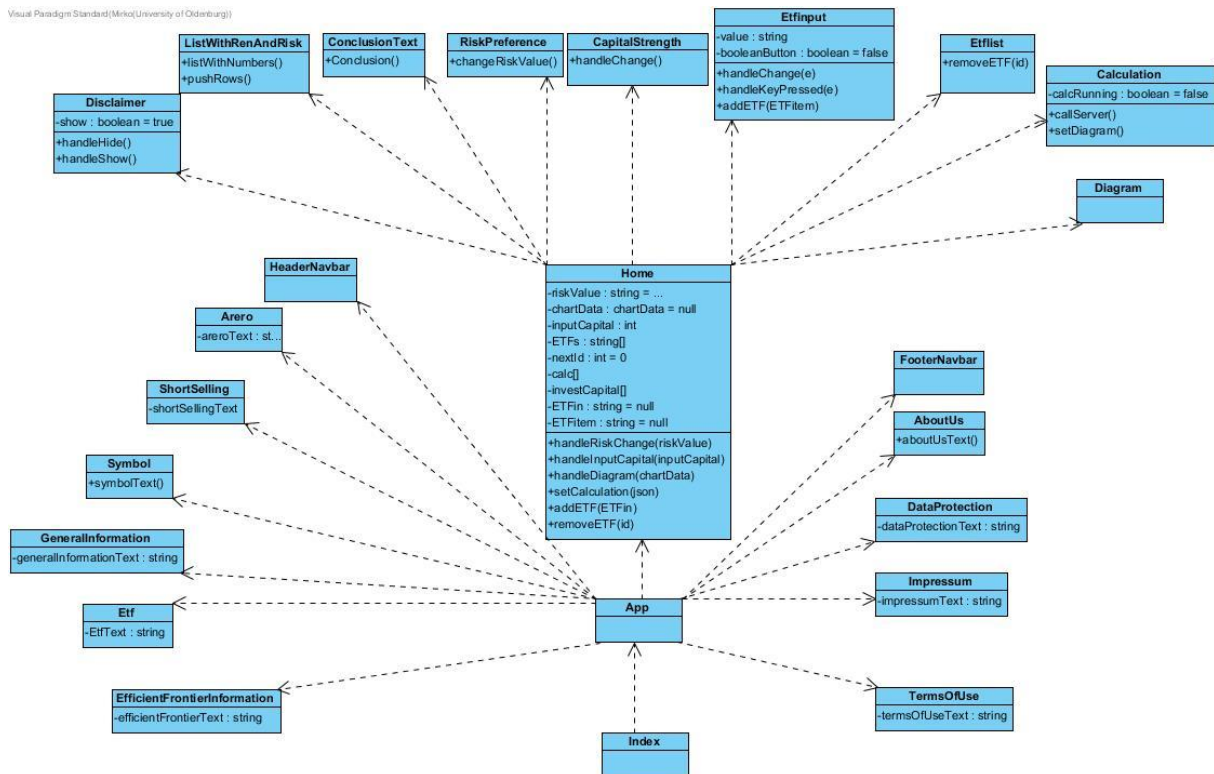 Visual Paradigm Standard(Mirko(University of Oldenburg))
ListWithRenAndRisk
+listWithNumbers()
+pushRows()
ConclusionText
+Conclusion()
RiskPreference
+changeRiskValue()
CapitalStrength
+handleChange()
Etfinput
-value : string
-booleanButton : boolean = false
+handleChange(e)
+handleKeyPressed(e)
+addETF(ETFitem)
Etflist
+removeETF(id)
Calculation
-calcRunning : boolean = false
+callServer()
+setDiagram()
Disclaimer
-show : boolean = true
+handleHide()
+handleShow()
Diagram
HeaderNavbar
Arero
-areroText : st...
ShortSelling
-shortSellingText
Symbol
+symbolText()
GeneralInformation
-generalInformationText : string
Etf
-EtfText : string
EfficientFrontierInformation
-efficientFrontierText : string
Home
-riskValue : string = ...
-chartData : chartData = null
-inputCapital : int
-ETFs : string[]
-nextId : int = 0
-calc[]
-investCapital[]
-ETFin : string = null
-ETFitem : string = null
+handleRiskChange(riskValue)
+handleInputCapital(inputCapital)
+handleDiagram(chartData)
+setCalculation(json)
+addETF(ETFin)
+removeETF(id)
App
Index
FooterNavbar
AboutUs
+aboutUsText()
DataProtection
-dataProtectionText : string
Impressum
-impressumText : string
TermsOfUse
-termsOfUseText : string